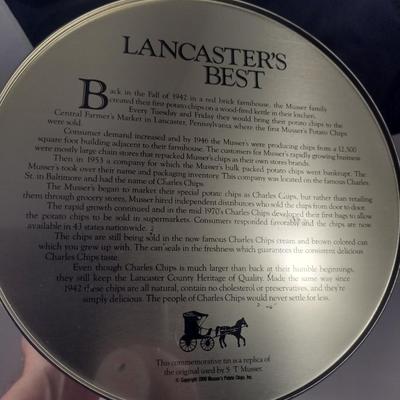 LANCASTER'S
BEST
Back in the Fall of 1942 in a red brick farmhouse, the Musser family
created their first potato chips on a wood-fired kettle in their kitchen.
Every Tuesday and Friday they would bring their potato chips to the
Central Farmer's Market in Lancaster, Pennsylvania where the first Musser's Potato Chips
were sold.
Consumer demand increased and by 1946 the Musser's were producing chips from a 12,500
square foot building adjacent to their farmhouse. The customers for Musser's rapidly growing business
were mostly large chain stores that repacked Musser's chips as their own stores brands.
Then in 1953 a company for which the Musser's bulk packed potato chips went bankrupt. The
Musser's took over their name and packaging inventory. This company was located on the famous Charles
St. in Baltimore and had the name of Charles Chips.
The Musser's began to market their special potato chips as Charles Chips, but rather than retailing
them through grocery stores, Musser hired independent distributors who sold the chips from door to door.
The rapid growth continued and in the mid 1970's Charles Chips developed their first bags to allow
the potato chips to be sold in supermarkets. Consumers responded favorably and the chips are now
available in 43 states nationwide.
The chips are still being sold in the now famous Charles Chips cream and brown colored can
which you grew up with. The can seals in the freshness which guarantees the consistent delicious
Charles Chips taste.
Even though Charles Chips is much larger than back at their humble beginnings,
they still keep the Lancaster County Heritage of Quality. Made the same way since
1942 these chips are all natural, contain no cholesterol or preservatives, and they're
simply delicious. The people of Charles Chips would never settle for less.
This commemorative tin is a replica of
the original used by S. T. Musser.
© Copyright Musser's Potato Chips, Inc.